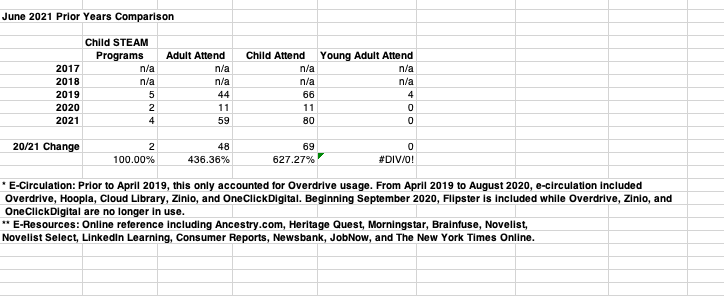 June 2021 Prior Years Comparison
Child STEAM
Programs Adult Attend Child Attend Young Adult Attend
2017 n/a n/a n/a n/a
2018 n/a n/a n/a n/a
2019 5 44 66 4
2020 2 11 11 0
2021 4 59 80 0
20/21 Change 2 48 69 0
100.00% 436.36% 627.27% #DIV/0!
* E-Circulation: Prior to April 2019, this only accounted for Overdrive usage. From April 2019 to August 2020, e-circulation included
Overdrive, Hoopla, Cloud Library, Zinio, and OneClickDigital. Beginning September 2020, Flipster is included while Overdrive, Zinio, and
OneClickDigital are no longer in use.
** E-Resources: Online reference including Ancestry.com, Heritage Quest, Morningstar, Brainfuse, Novelist,
Novelist Select, LinkedIn Learning, Consumer Reports, Newsbank, JobNow, and The New York Times Online.